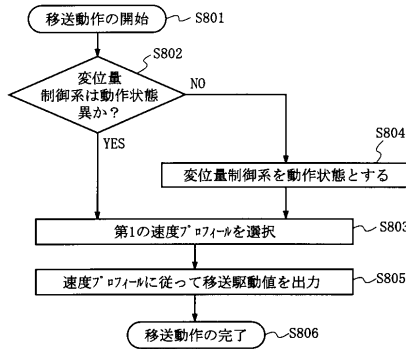 移送動作の開始
S801
S802
変位量
制御系は動作状態
異か？
NO
YES
S804
変位量制御系を動作状態とする
第1の速度ﾌﾟﾛﾌｨｰﾙを選択
S803
速度ﾌﾟﾛﾌｨｰﾙに従って移送駆動値を出力
S805
移送動作の完了
S806